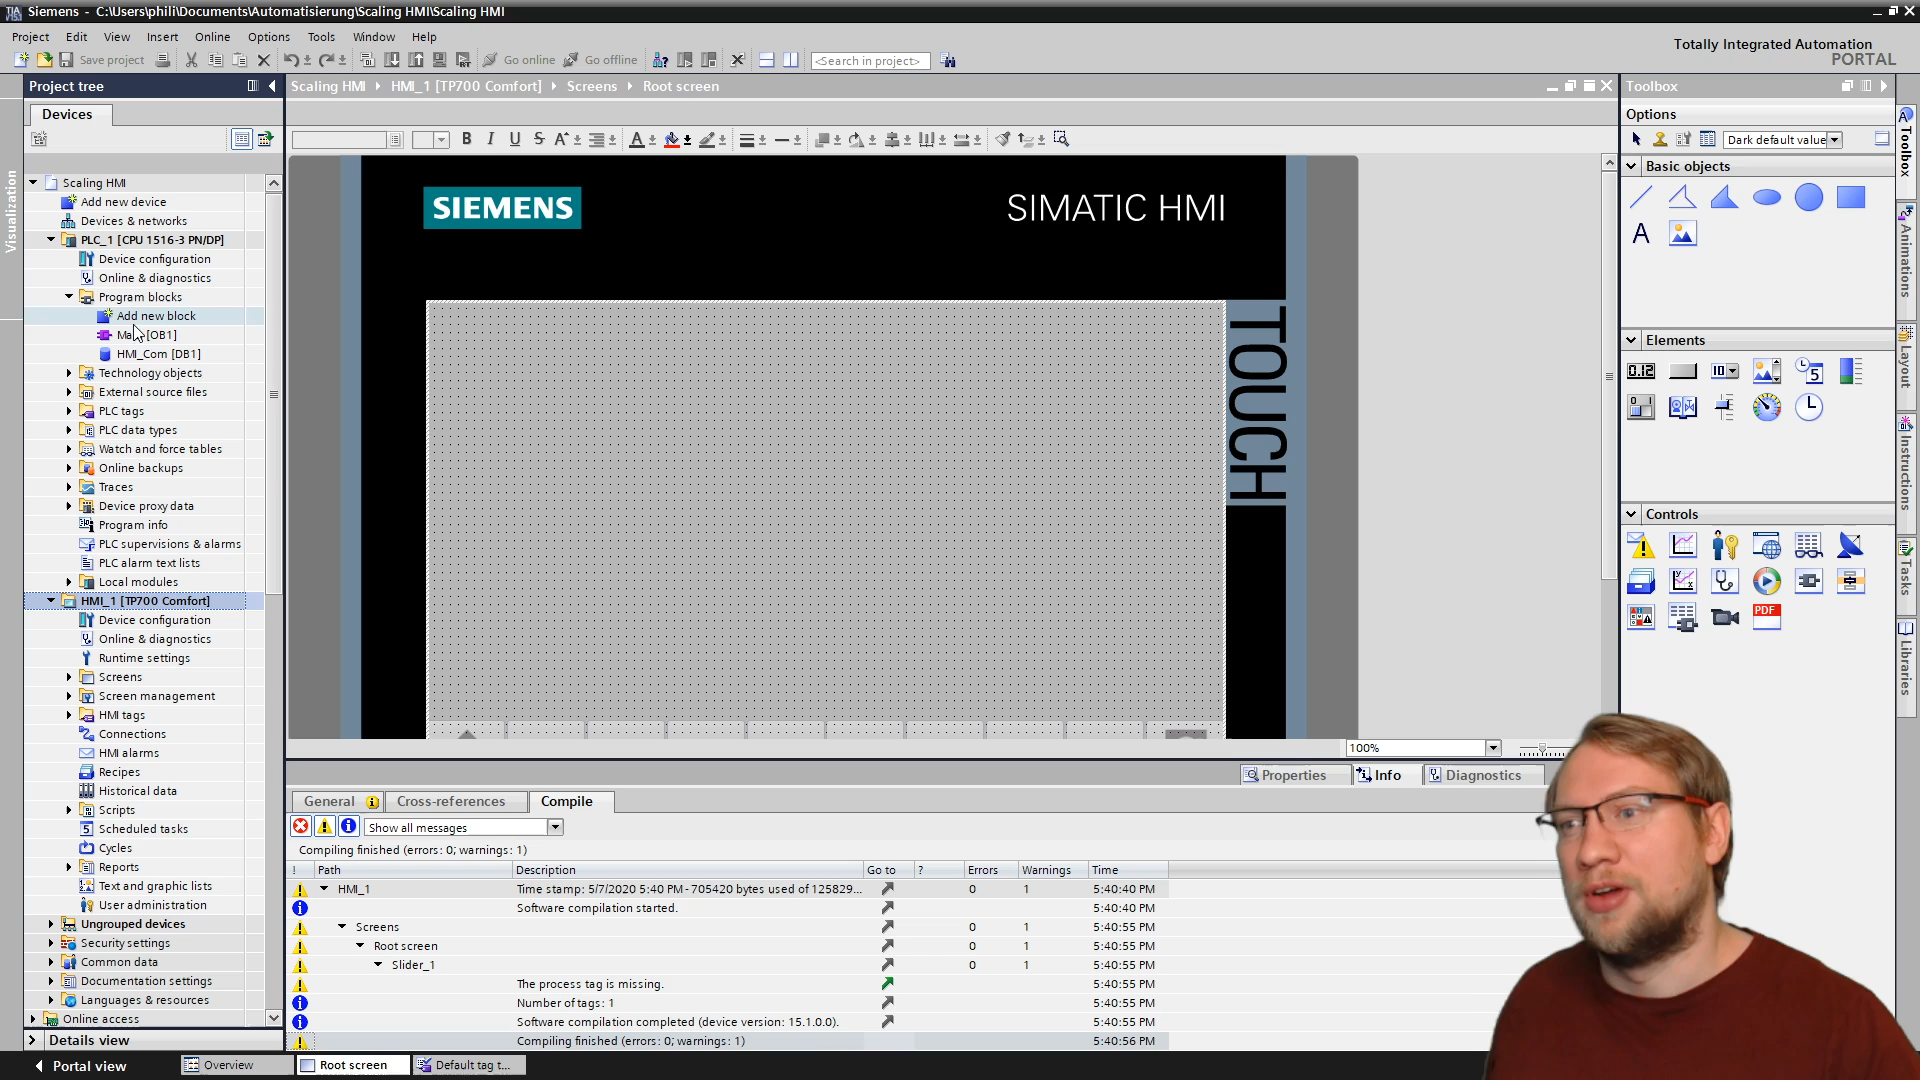 Siemens - C:\Users\phili\Documents\Automatisierung\Scaling HMI\Scaling HMI
Project Edit View Insert Online Options Tools Window Help
Totally Integrated Automation
PORTAL
Save project Go online Go offline <Search in project>
Project tree
Devices
Visualization
Scaling HMI
Add new device
Devices & networks
PLC_1 [CPU 1516-3 PN/DP]
Device configuration
Online & diagnostics
Program blocks
Add new block
[OB1]
HMI_Com [DB1]
Technology objects
External source files
PLC tags
PLC data types
Watch and force tables
Online backups
Traces
Device proxy data
Program info
PLC supervisions & alarms
PLC alarm text lists
Local modules
HMI_1 [TP700 Comfort]
Device configuration
Online & diagnostics
Runtime settings
Screens
Screen management
HMI tags
Connections
HMI alarms
Recipes
Historical data
Scripts
Scheduled tasks
Cycles
Reports
Text and graphic lists
User administration
Ungrouped devices
Security settings
Common data
Documentation settings
Languages & resources
Online access
Details view
Scaling HMI HMI_1 [TP700 Comfort] Screens Root screen
SIEMENS
SIMATIC HMI
TOUCH
100%
Properties Info Diagnostics
General Cross-references Compile
Show all messages
Compiling finished (errors: 0; warnings: 1)
! Path Description Go to ? Errors Warnings Time
HMI_1 Time stamp: 5/7/2020 5:40 PM - 705420 bytes used of 125829... 0 1 5:40:40 PM
Software compilation started. 5:40:40 PM
Screens 0 1 5:40:55 PM
Root screen 0 1 5:40:55 PM
Slider_1 0 1 5:40:55 PM
The process tag is missing. 5:40:55 PM
Number of tags: 1 5:40:55 PM
Software compilation completed (device version: 15.1.0.0). 5:40:55 PM
Compiling finished (errors: 0; warnings: 1) 5:40:56 PM
Toolbox
Options
Dark default value
Basic objects
Elements
Controls
PDF
Toolbox
Animations
Layout
Instructions
Tasks
Libraries
Portal view Overview Root screen Default tag t...